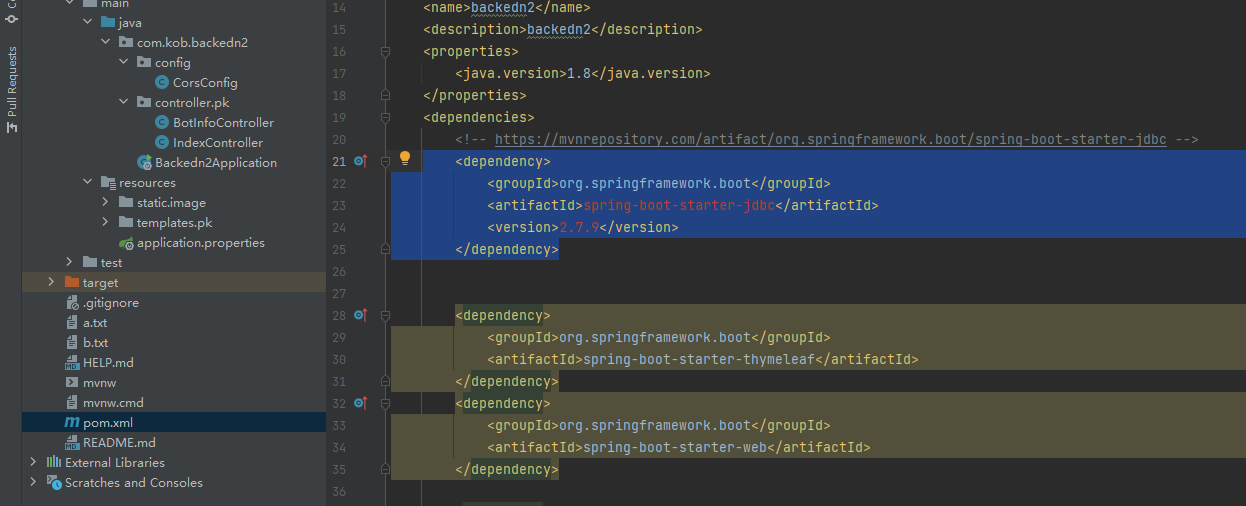 Co
Pull Requests
main
java
com.kob.backedn2
config
CorsConfig
controller.pk
BotInfoController
IndexController
Backedn2Application
resources
static.image
templates.pk
application.properties
test
target
.gitignore
a.txt
b.txt
HELP.md
mvnw
mvnw.cmd
pom.xml
README.md
External Libraries
Scratches and Consoles
14 <name>backedn2</name>
15 <description>backedn2</description>
16 <properties>
17 <java.version>1.8</java.version>
18 </properties>
19 <dependencies>
20 <!-- https://mvnrepository.com/artifact/org.springframework.boot/spring-boot-starter-jdbc -->
21 <dependency>
22 <groupId>org.springframework.boot</groupId>
23 <artifactId>spring-boot-starter-jdbc</artifactId>
24 <version>2.7.9</version>
25 </dependency>
26
27
28 <dependency>
29 <groupId>org.springframework.boot</groupId>
30 <artifactId>spring-boot-starter-thymeleaf</artifactId>
31 </dependency>
32 <dependency>
33 <groupId>org.springframework.boot</groupId>
34 <artifactId>spring-boot-starter-web</artifactId>
35 </dependency>
36